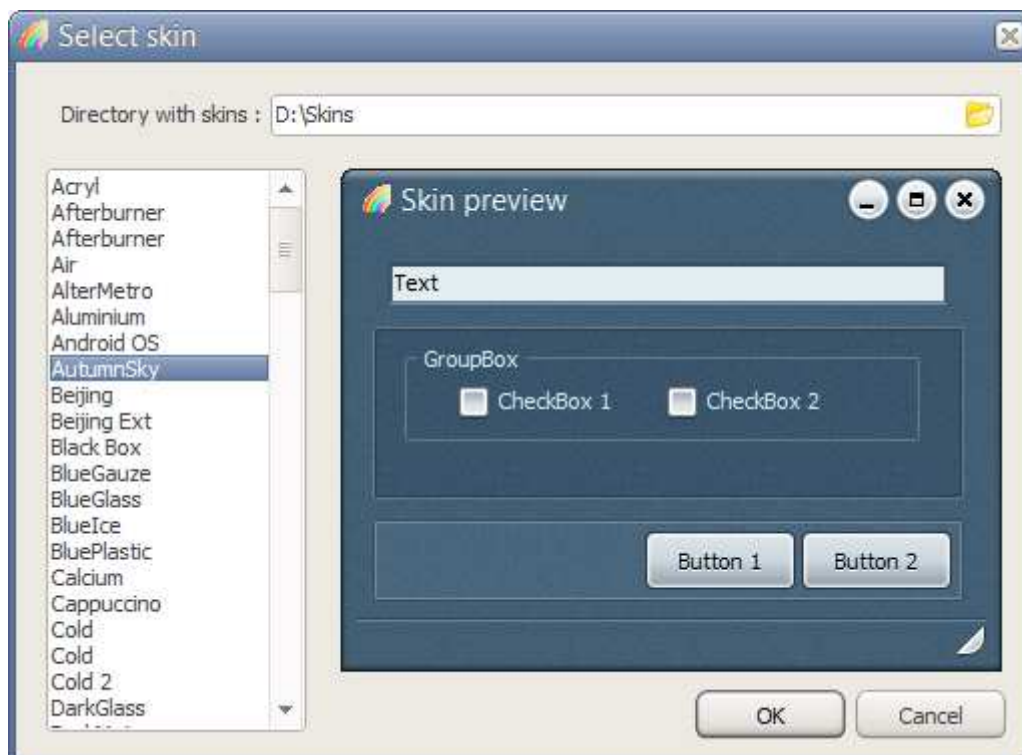 Select skin
Directory with skins : D:\Skins
Acryl
Afterburner
Afterburner
Air
AlterMetro
Aluminium
Android OS
AutumnSky
Beijing
Beijing Ext
Black Box
BlueGauze
BlueGlass
BlueIce
BluePlastic
Calcium
Cappuccino
Cold
Cold
Cold 2
DarkGlass
Skin preview
Text
GroupBox
CheckBox 1 CheckBox 2
Button 1 Button 2
OK Cancel